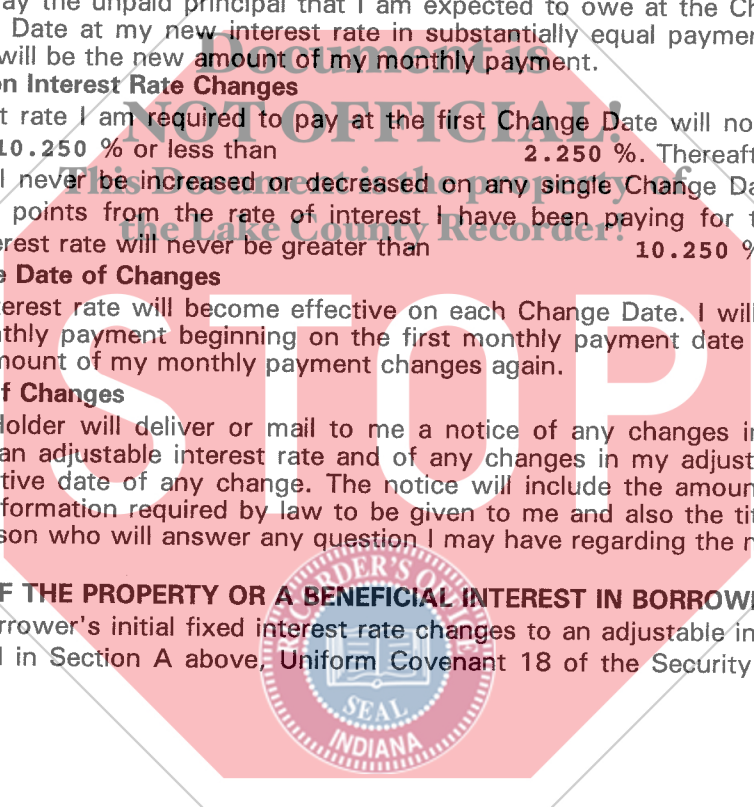 ay the unpaid principal that I am expected to owe at the Ch
Date at my new interest rate in substantially equal paymen
will be the new amount of my monthly payment.
on Interest Rate Changes
t rate I am required to pay at the first Change Date will no
10.250 % or less than 2.250 %. Thereaft
l never be increased or decreased on any single Change Da
points from the rate of interest I have been paying for t
erest rate will never be greater than 10.250 %
e Date of Changes
terest rate will become effective on each Change Date. I will
nthly payment beginning on the first monthly payment date
mount of my monthly payment changes again.
f Changes
Holder will deliver or mail to me a notice of any changes in
an adjustable interest rate and of any changes in my adjust
tive date of any change. The notice will include the amoun
formation required by law to be given to me and also the tit
son who will answer any question I may have regarding the n
F THE PROPERTY OR A BENEFICIAL INTEREST IN BORROWE
rrower's initial fixed interest rate changes to an adjustable in
d in Section A above, Uniform Covenant 18 of the Security
Document is
NOT OFFICIAL!
This Document is the property of
the Lake County Recorder!
STOP
RECORDER'S OFFICE
SEAL
INDIANA